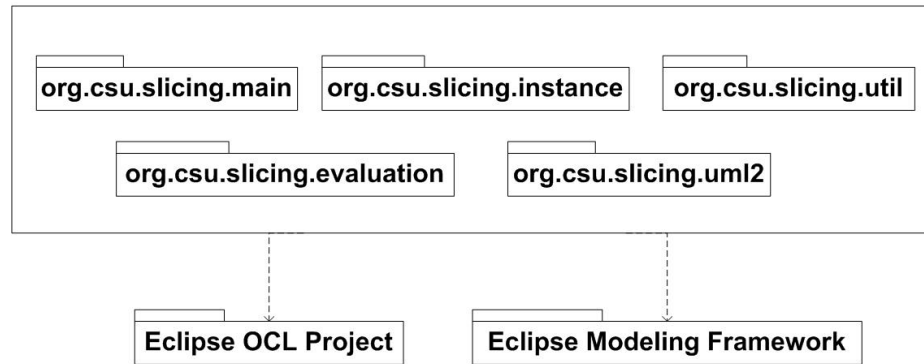 org.csu.slicing.main
org.csu.slicing.instance
org.csu.slicing.util
org.csu.slicing.evaluation
org.csu.slicing.uml2
Eclipse OCL Project
Eclipse Modeling Framework